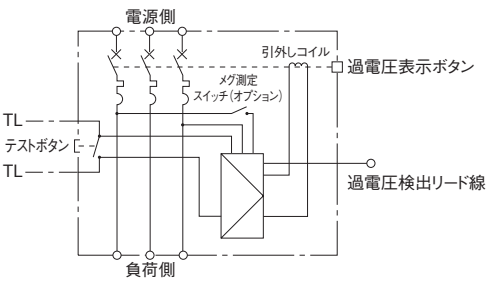 電源側
引外しコイル
過電圧表示ボタン
メグ測定
スイッチ(オプション)
TL
テストボタン
TL
過電圧検出リード線
負荷側